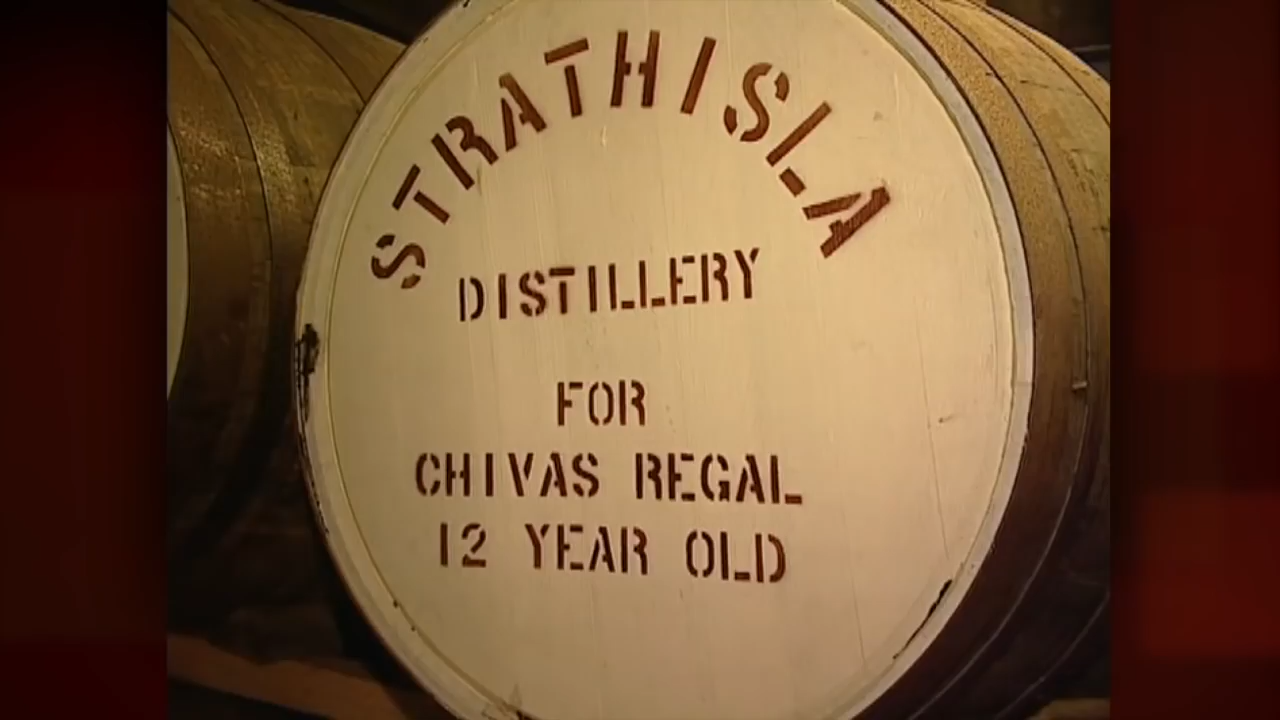 STRATHISLA
DISTILLERY
FOR
CHIVAS REGAL
12 YEAR OLD